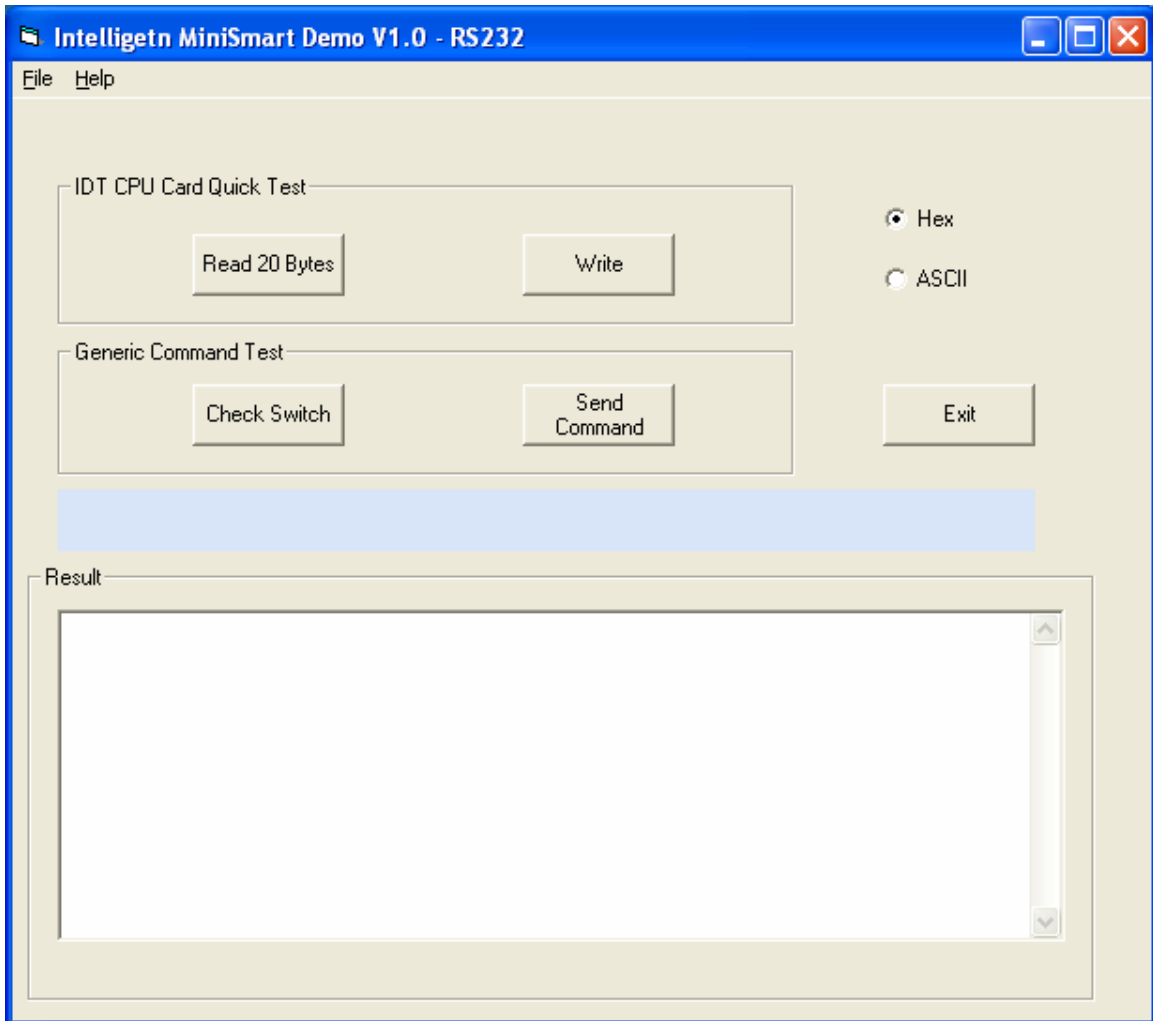 Intelligetn MiniSmart Demo V1.0 - RS232
File Help
IDT CPU Card Quick Test
Read 20 Bytes
Write
Hex
ASCII
Generic Command Test
Check Switch
Send
Command
Exit
Result